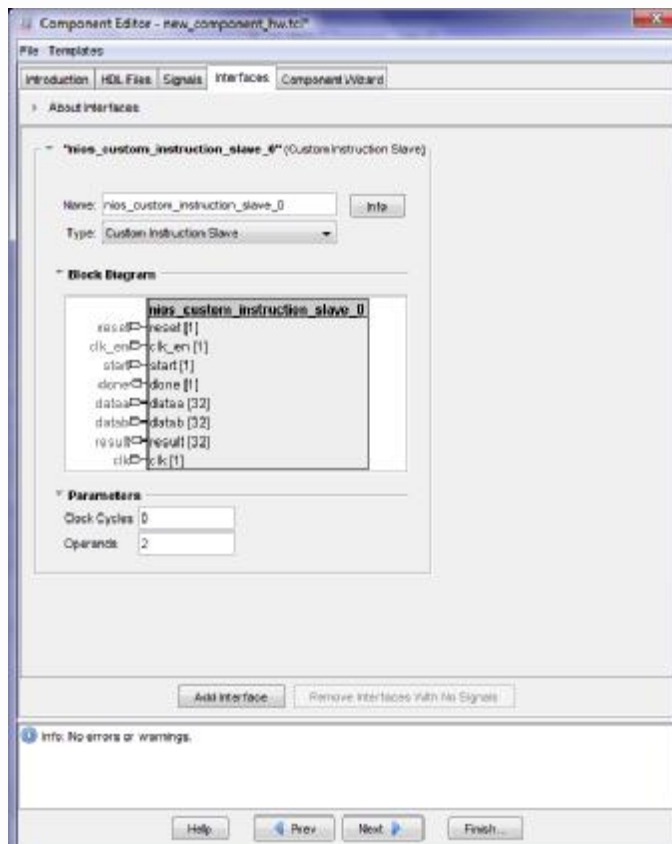 Component Editor - new_component_hw.tcl*
File Templates
Introduction HDL Files Signals Interfaces Component Wizard
About Interfaces
"nios_custom_instruction_slave_0" (Custom Instruction Slave)
Name: nios_custom_instruction_slave_0 Info
Type: Custom Instruction Slave
Block Diagram
nios_custom_instruction_slave_0
reset reset [1]
clk_en clk_en [1]
start start [1]
done done [1]
dataa dataa [32]
datab datab [32]
result result [32]
clk clk [1]
Parameters
Clock Cycles 0
Operands 2
Add Interface Remove Interfaces With No Signals
Info: No errors or warnings.
Help Prev Next Finish...